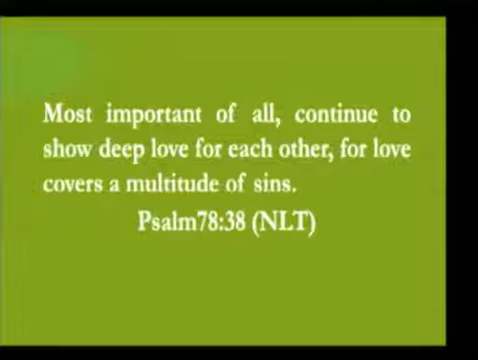 Most important of all, continue to
show deep love for each other, for love
covers a multitude of sins.
Psalm78:38 (NLT)